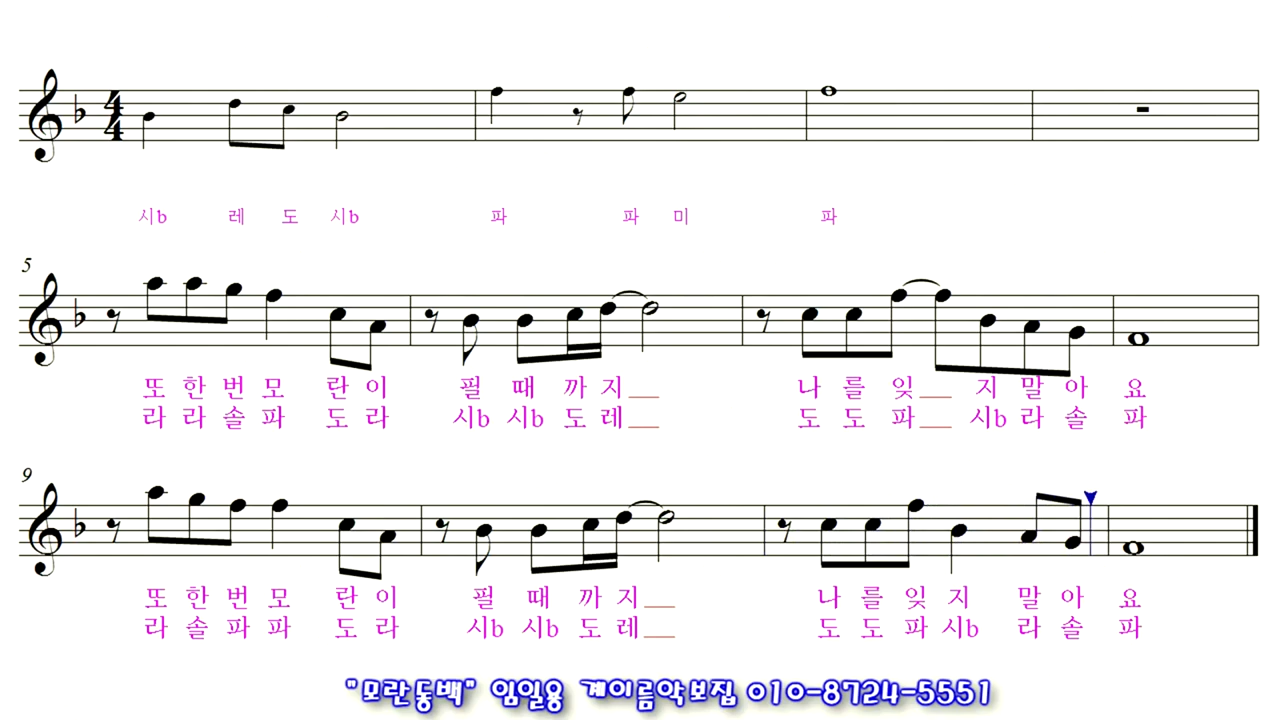 4
4
시b 레 도 시b 파 파 미 파
5
또 한 번 모 란 이 필 때 까 지__ 나 를 잊__ 지 말 아 요
라 라 솔 파 도 라 시b 시b 도 레__ 도 도 파__ 시b 라 솔 파
9
또 한 번 모 란 이 필 때 까 지__ 나 를 잊 지 말 아 요
라 솔 파 파 도 라 시b 시b 도 레__ 도 도 파 시b 라 솔 파
"모란동백" 임일용 계이름악보집 010-8724-5551